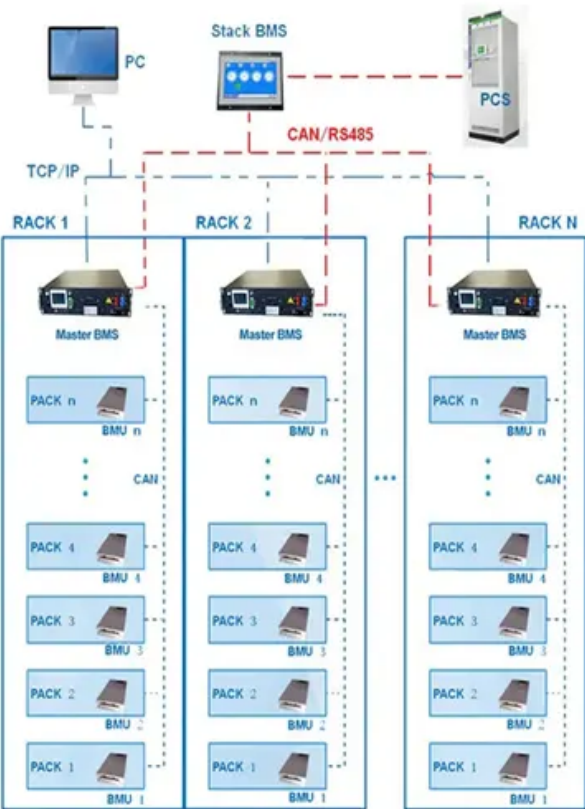 Stack BMS
PC
PCS
CAN/RS485
TCP/IP
RACK 1
RACK 2
RACK N
Master BMS
Master BMS
Master BMS
PACK n
BMU n
PACK n
BMU n
PACK n
BMU n
CAN
CAN
CAN
PACK 4
BMU 4
PACK 4
BMU 4
PACK 4
BMU 4
PACK 3
BMU 3
PACK 3
BMU 3
PACK 3
BMU 3
PACK 2
BMU 2
PACK 2
BMU 2
PACK 2
BMU 2
PACK 1
BMU 1
PACK 1
BMU 1
PACK 1
BMU 1